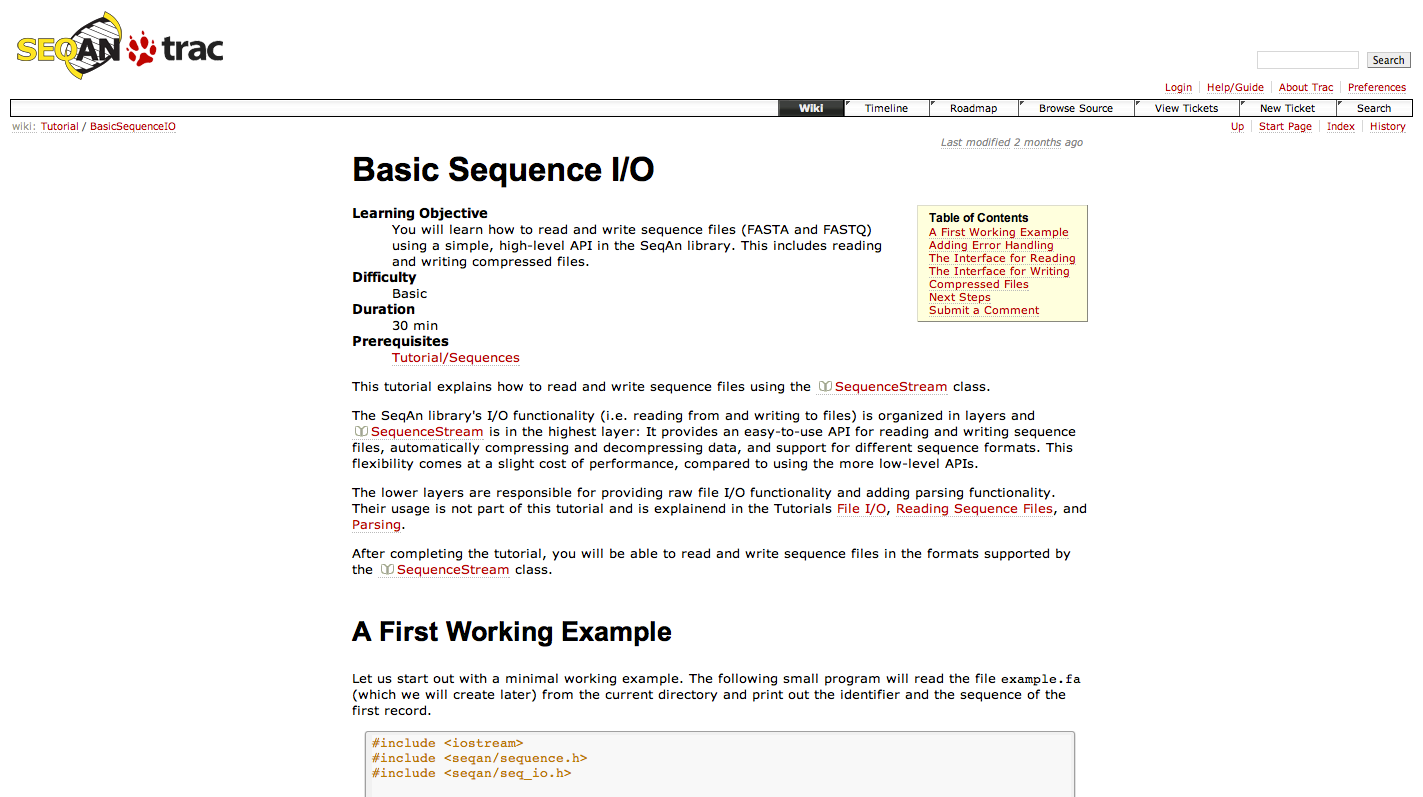 SEQAN trac
Search
Login Help/Guide About Trac Preferences
Wiki Timeline Roadmap Browse Source View Tickets New Ticket Search
wiki: Tutorial / BasicSequenceIO
Up Start Page Index History
Last modified 2 months ago
Basic Sequence I/O
Learning Objective
You will learn how to read and write sequence files (FASTA and FASTQ)
using a simple, high-level API in the SeqAn library. This includes reading
and writing compressed files.
Difficulty
Basic
Duration
30 min
Prerequisites
Tutorial/Sequences
Table of Contents
A First Working Example
Adding Error Handling
The Interface for Reading
The Interface for Writing
Compressed Files
Next Steps
Submit a Comment
This tutorial explains how to read and write sequence files using the SequenceStream class.
The SeqAn library's I/O functionality (i.e. reading from and writing to files) is organized in layers and
SequenceStream is in the highest layer: It provides an easy-to-use API for reading and writing sequence
files, automatically compressing and decompressing data, and support for different sequence formats. This
flexibility comes at a slight cost of performance, compared to using the more low-level APIs.
The lower layers are responsible for providing raw file I/O functionality and adding parsing functionality.
Their usage is not part of this tutorial and is explainend in the Tutorials File I/O, Reading Sequence Files, and
Parsing.
After completing the tutorial, you will be able to read and write sequence files in the formats supported by
the SequenceStream class.
A First Working Example
Let us start out with a minimal working example. The following small program will read the file example.fa
(which we will create later) from the current directory and print out the identifier and the sequence of the
first record.
#include <iostream>
#include <seqan/sequence.h>
#include <seqan/seq_io.h>